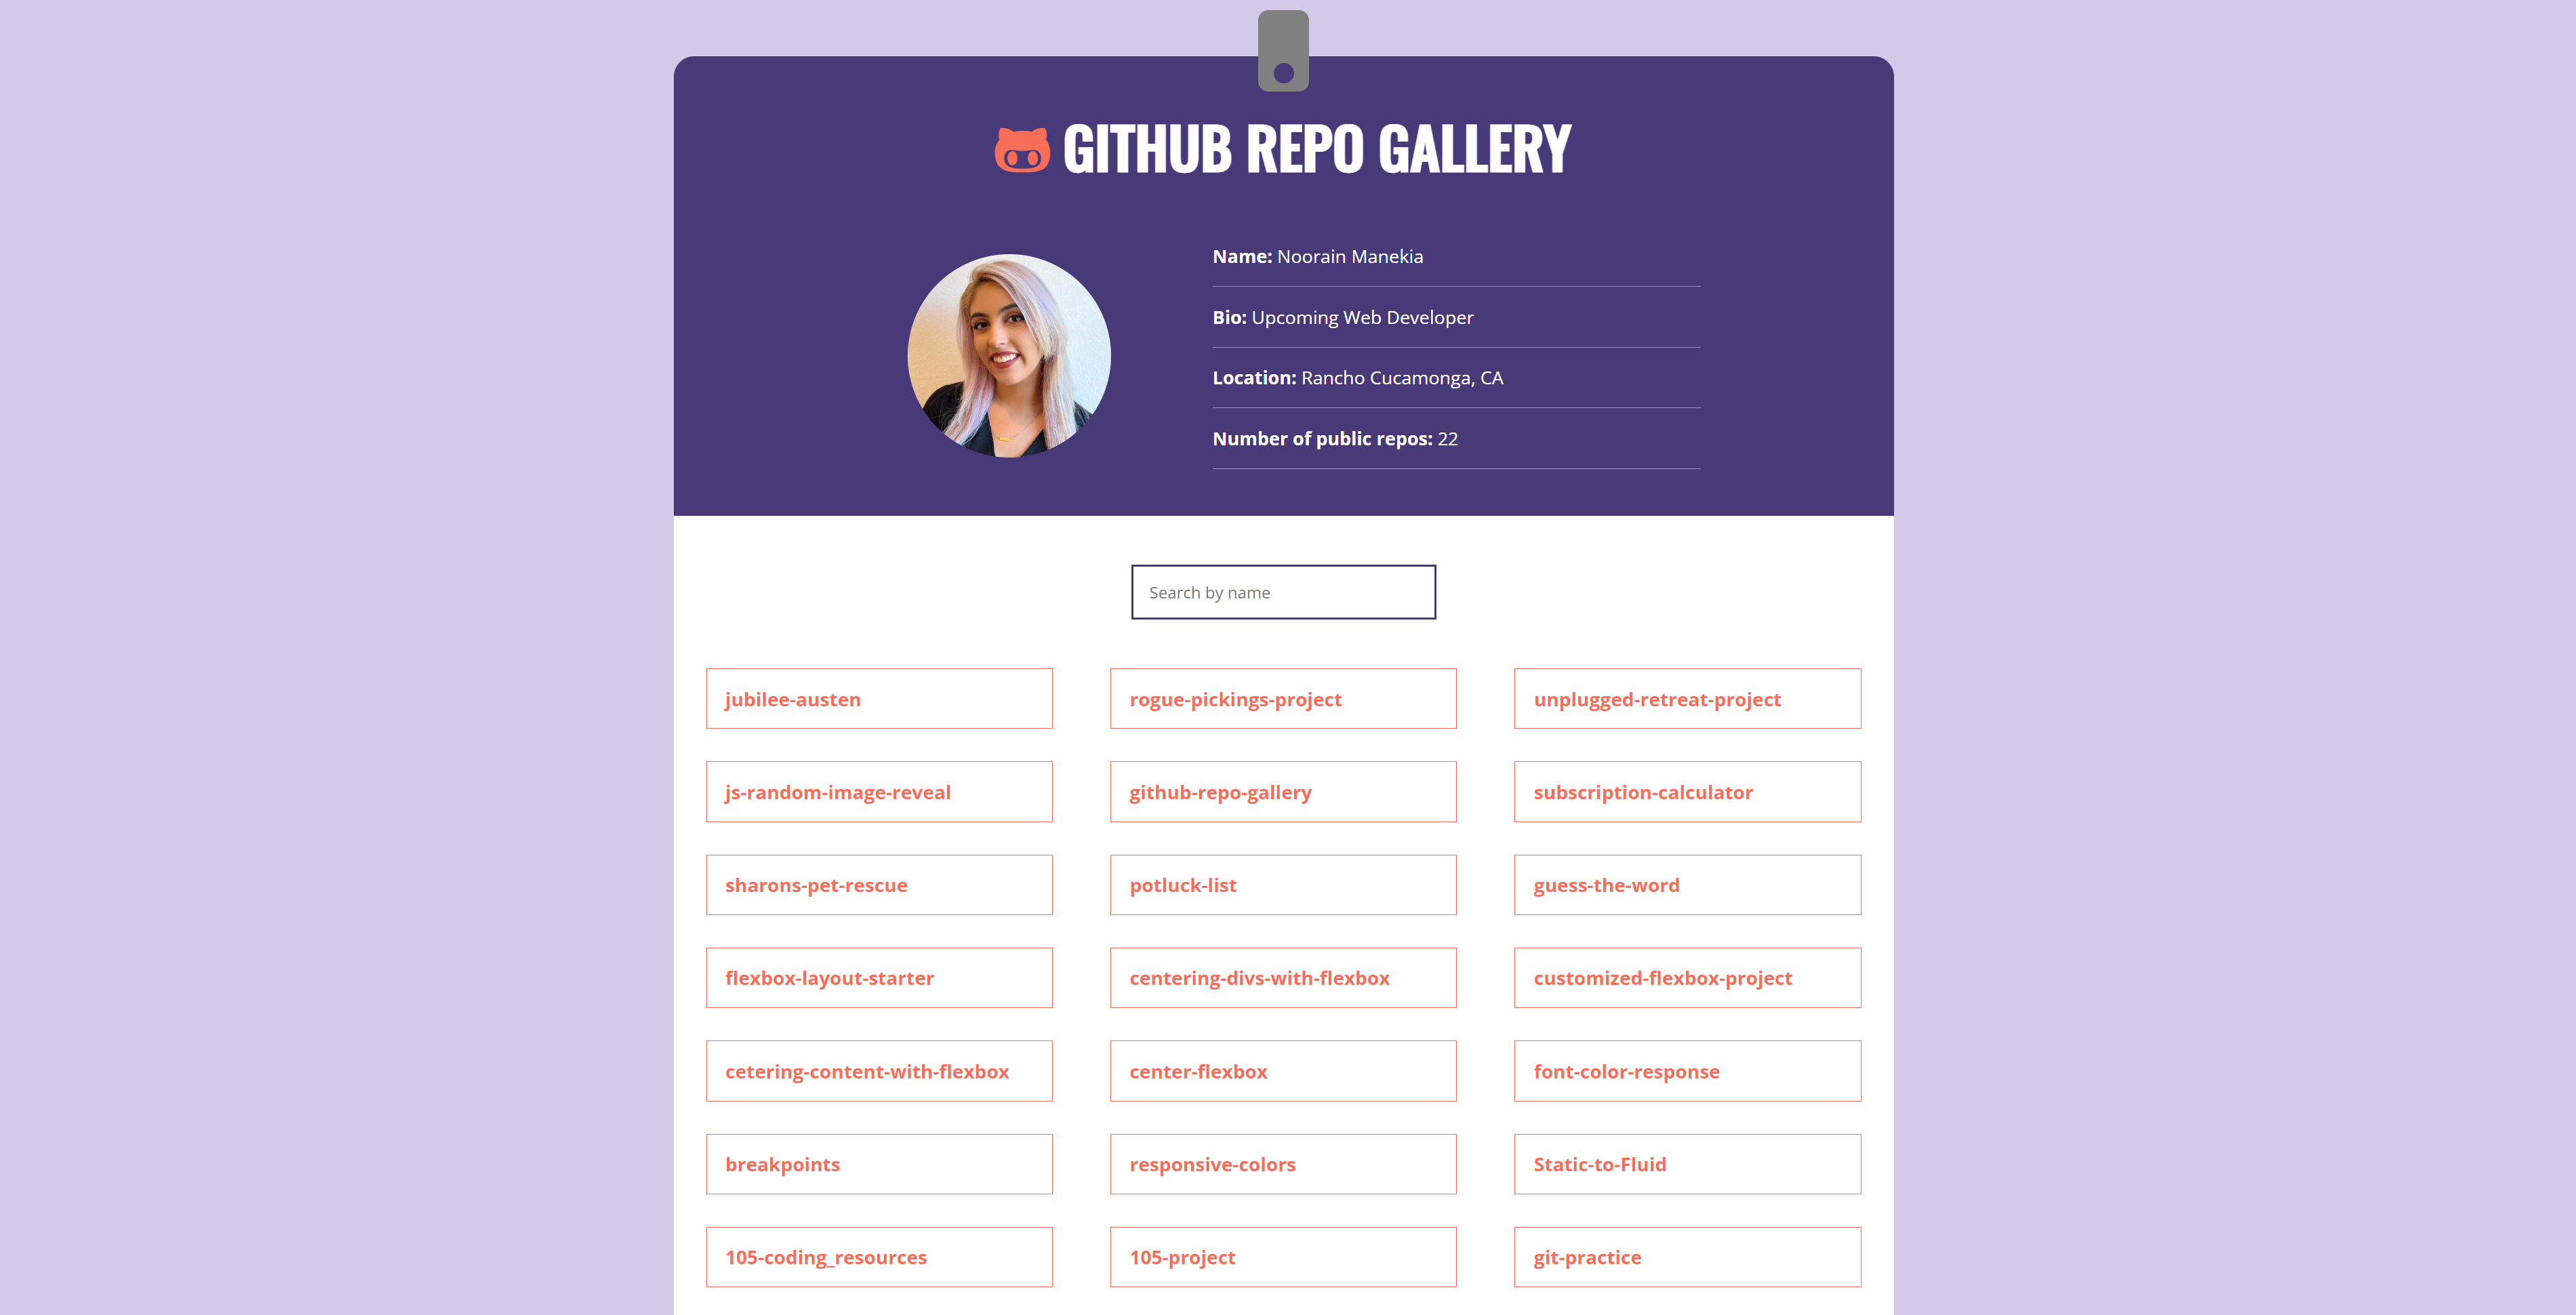 GITHUB REPO GALLERY
Name: Noorain Manekia
Bio: Upcoming Web Developer
Location: Rancho Cucamonga, CA
Number of public repos: 22
Search by name
jubilee-austen
rogue-pickings-project
unplugged-retreat-project
js-random-image-reveal
github-repo-gallery
subscription-calculator
sharons-pet-rescue
potluck-list
guess-the-word
flexbox-layout-starter
centering-divs-with-flexbox
customized-flexbox-project
cetering-content-with-flexbox
center-flexbox
font-color-response
breakpoints
responsive-colors
Static-to-Fluid
105-coding_resources
105-project
git-practice